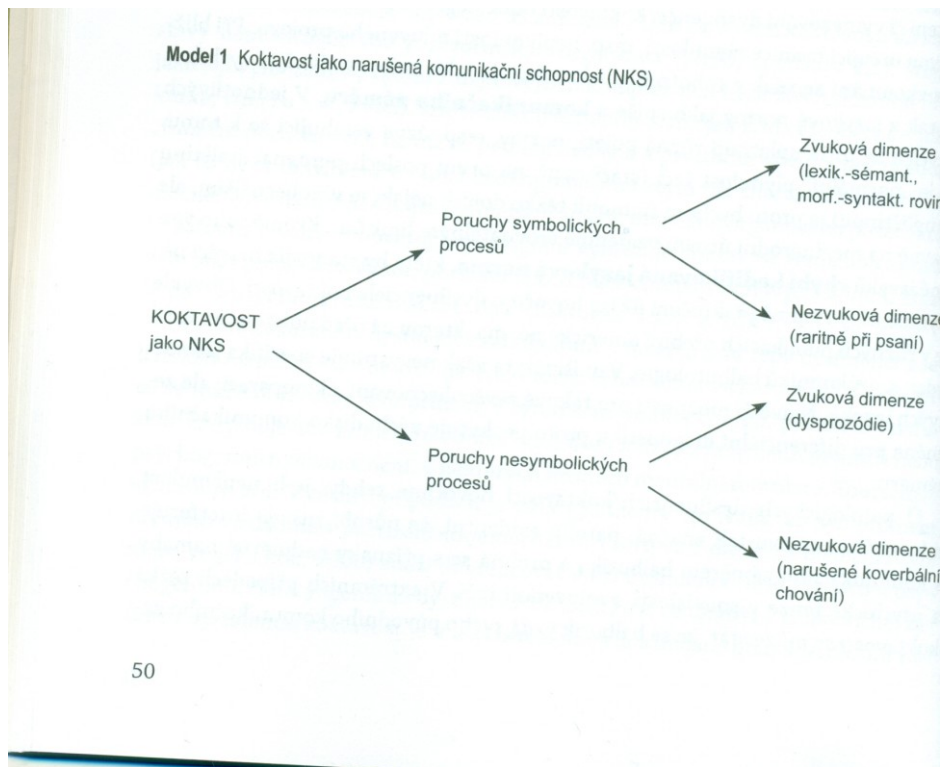 Model 1 Koktavost jako narušená komunikační schopnost (NKS)
Zvuková dimenze
(lexik.-sémant.,
morf.-syntakt. rovin
Poruchy symbolických
procesů
KOKTAVOST
jako NKS
Nezvuková dimenze
(raritně při psaní)
Zvuková dimenze
(dysprozódie)
Poruchy nesymbolických
procesů
Nezvuková dimenze
(narušené koverbální
chování)
50